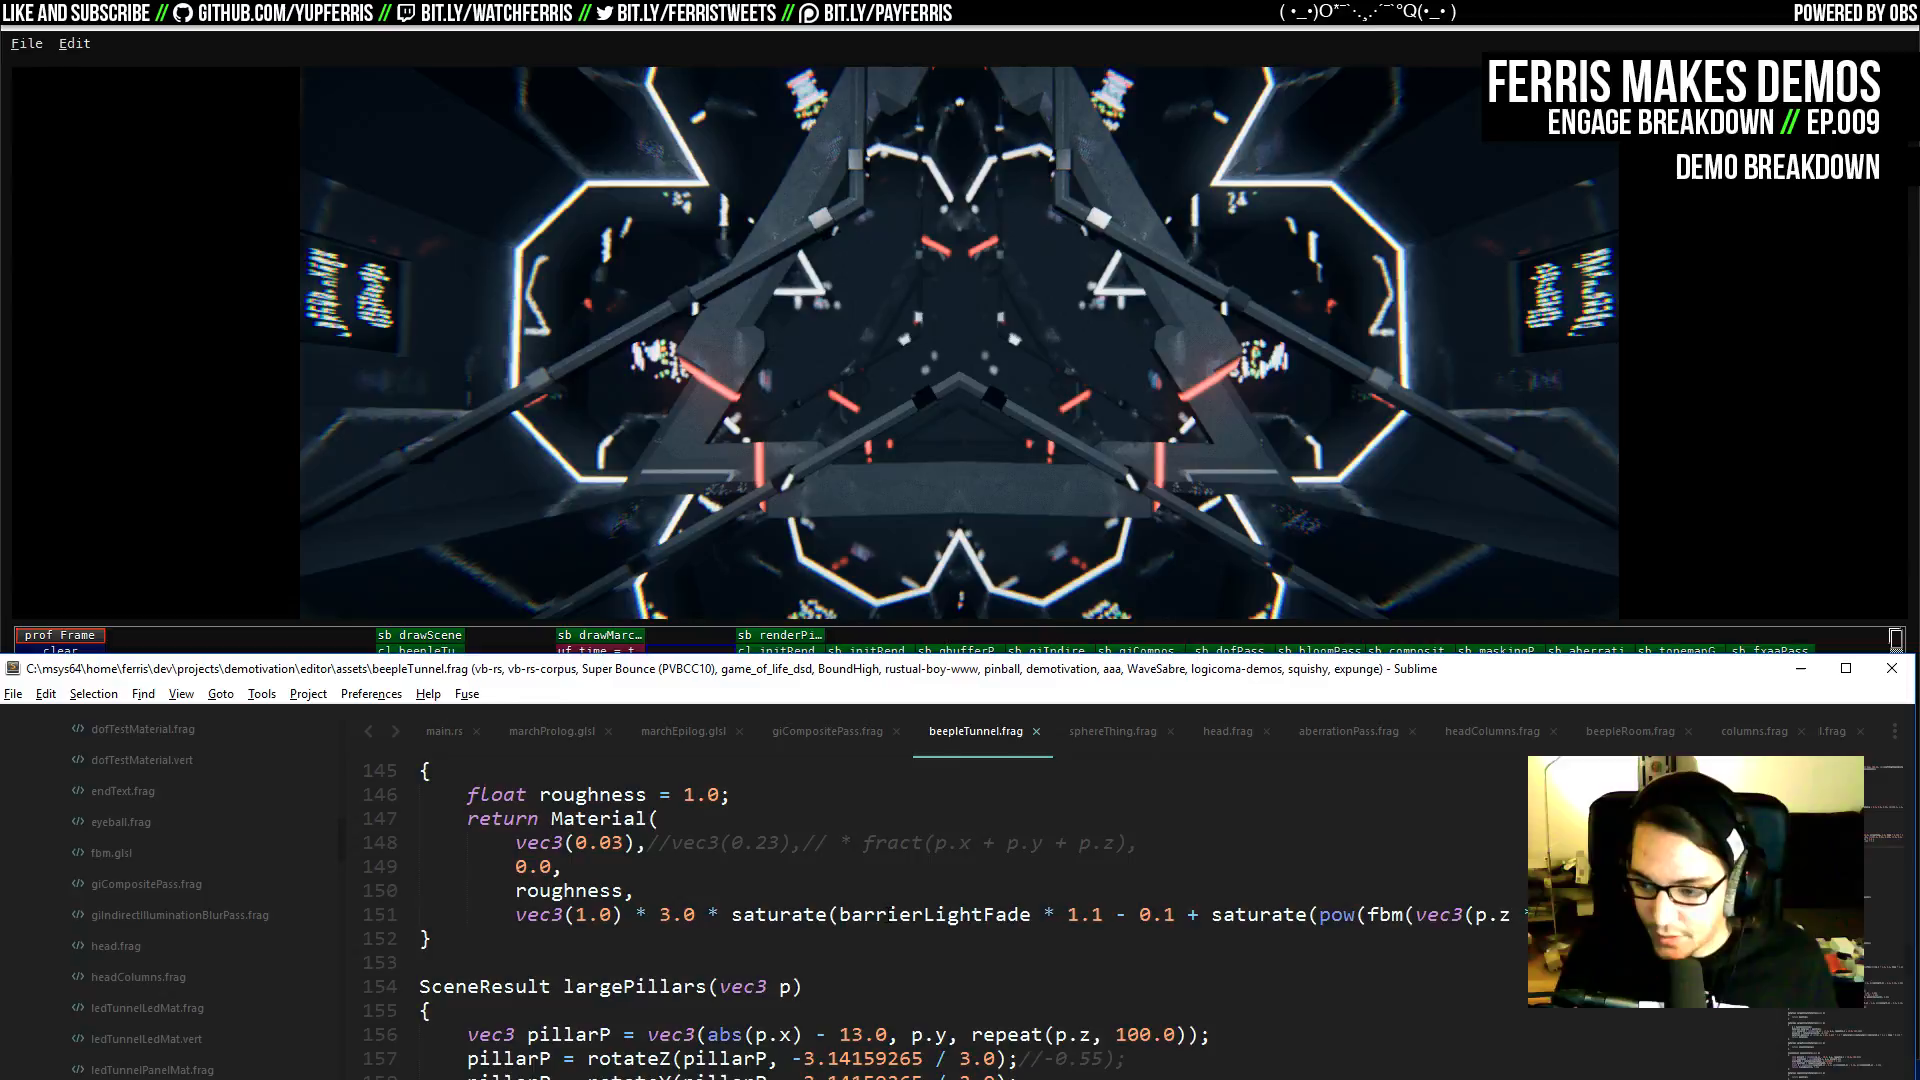 LIKE AND SUBSCRIBE // GITHUB.COM/YUPFERRIS // BIT.LY/WATCHFERRIS // BIT.LY/FERRISTWEETS // BIT.LY/PAYFERRIS
POWERED BY OBS
File Edit
FERRIS MAKES DEMOS
ENGAGE BREAKDOWN // EP.009
DEMO BREAKDOWN
prof Frame sb drawScene sb drawMarc… sb renderPi…
clear cl beepleTu uf time = t cl initRend sb initRend sb gbufferP sb giIndire sb giCompos sb dofPass sb bloomPass sb composit sb maskingP sb aberrati sb tonemapG sb fxaaPass
C:\msys64\home\ferris\dev\projects\demotivation\editor\assets\beepleTunnel.frag (vb-rs, vb-rs-corpus, Super Bounce (PVBCC10), game_of_life_dsd, BoundHigh, rustual-boy-www, pinball, demotivation, aaa, WaveSabre, logicoma-demos, squishy, expunge) - Sublime
File Edit Selection Find View Goto Tools Project Preferences Help Fuse
main.rs marchProlog.glsl marchEpilog.glsl giCompositePass.frag beepleTunnel.frag sphereThing.frag head.frag aberrationPass.frag headColumns.frag beepleRoom.frag columns.frag l.frag
dofTestMaterial.frag
dofTestMaterial.vert
endText.frag
eyeball.frag
fbm.glsl
giCompositePass.frag
giIndirectIlluminationBlurPass.frag
head.frag
headColumns.frag
ledTunnelLedMat.frag
ledTunnelLedMat.vert
ledTunnelPanelMat.frag
145 {
146 float roughness = 1.0;
147 return Material(
148 vec3(0.03),//vec3(0.23),// * fract(p.x + p.y + p.z),
149 0.0,
150 roughness,
151 vec3(1.0) * 3.0 * saturate(barrierLightFade * 1.1 - 0.1 + saturate(pow(fbm(vec3(p.z *
152 }
153
154 SceneResult largePillars(vec3 p)
155 {
156 vec3 pillarP = vec3(abs(p.x) - 13.0, p.y, repeat(p.z, 100.0));
157 pillarP = rotateZ(pillarP, -3.14159265 / 3.0);//-0.55);